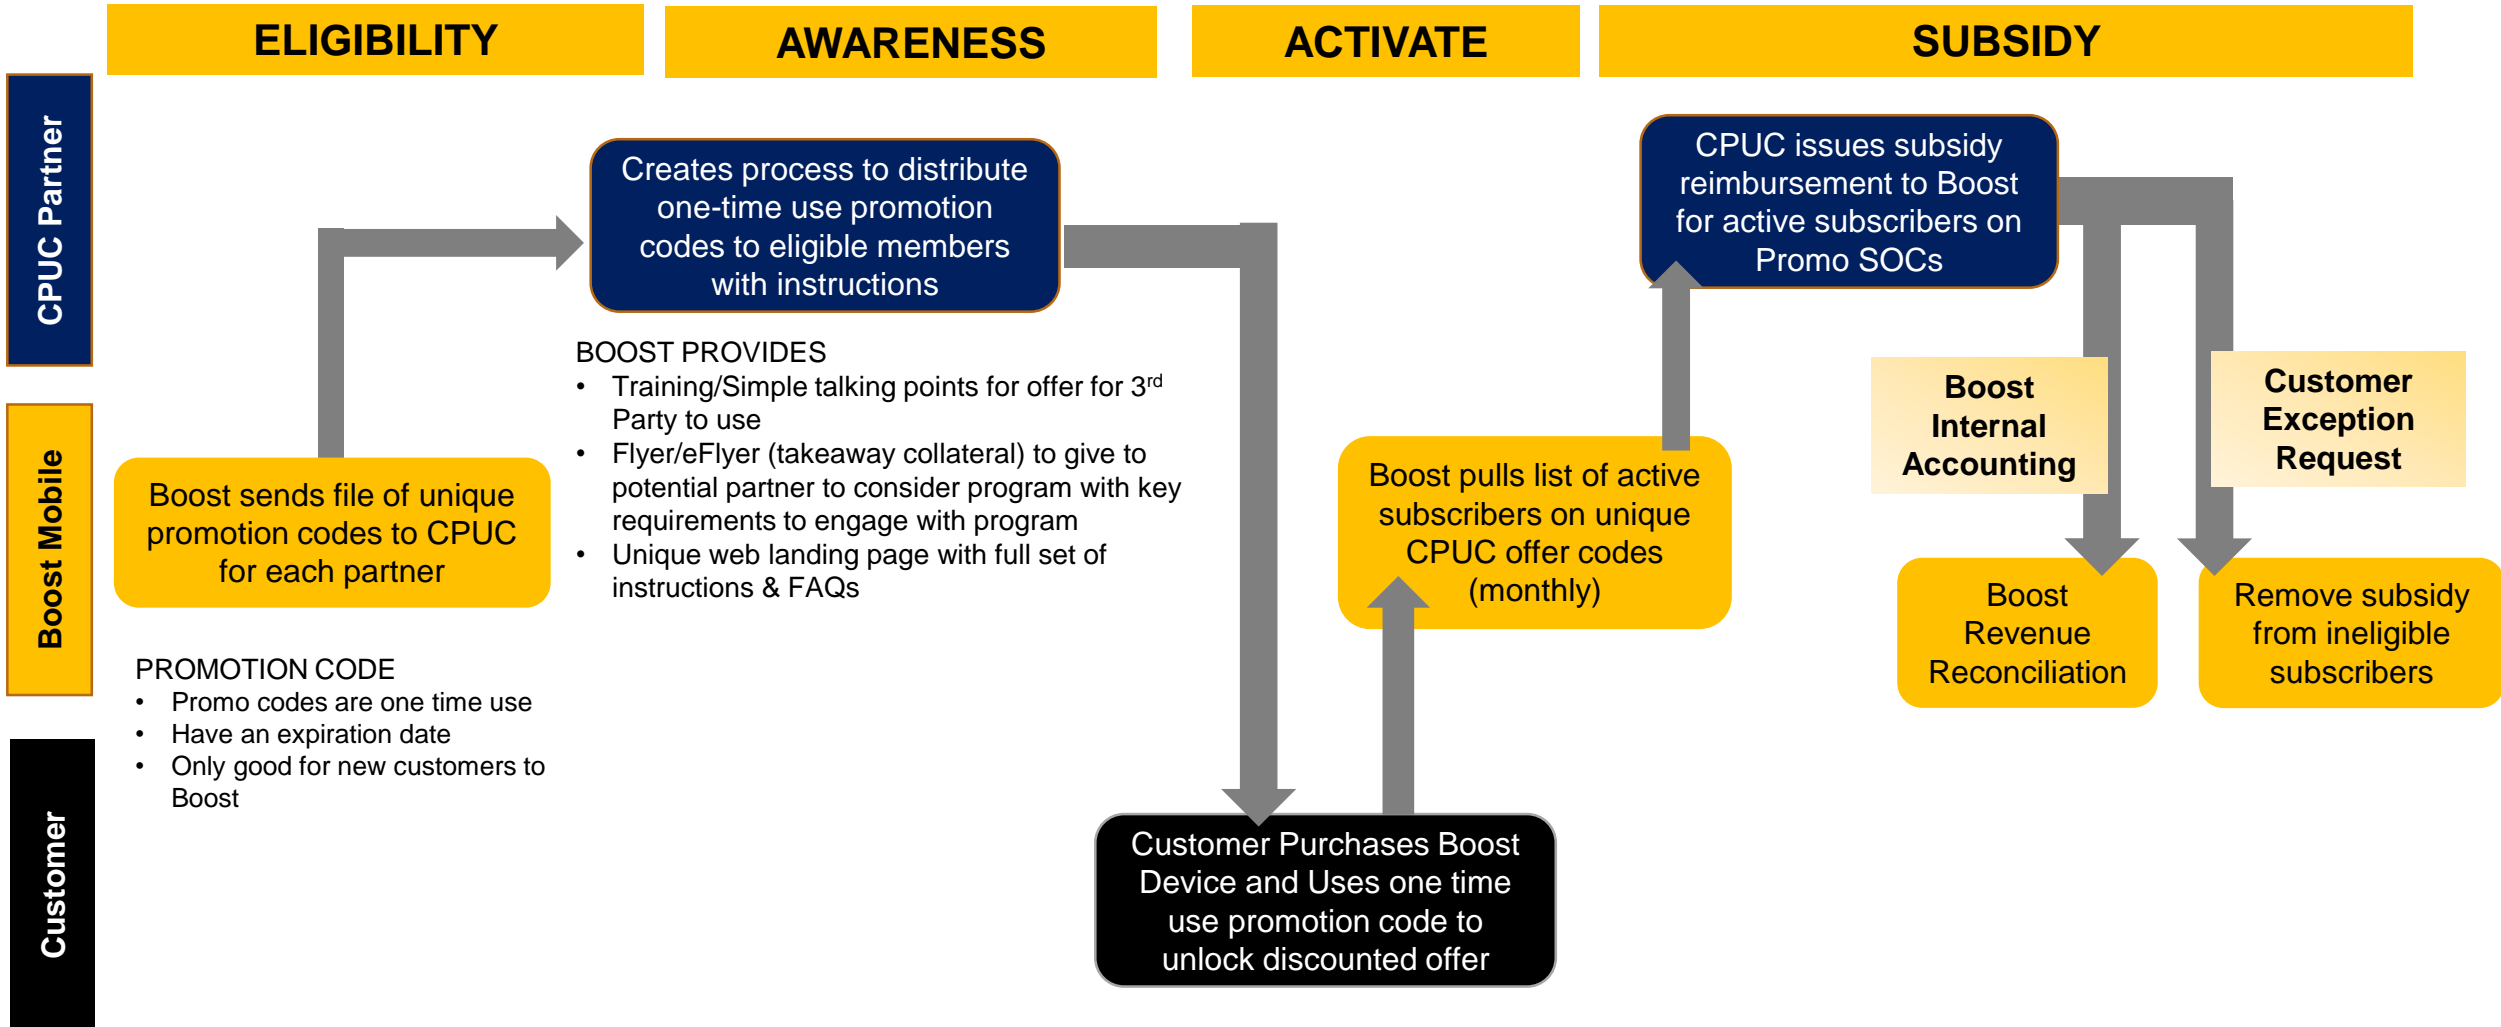 ELIGIBILITY
AWARENESS
ACTIVATE
SUBSIDY
CPUC Partner
Creates process to distribute
one-time use promotion
codes to eligible members
with instructions
CPUC issues subsidy
reimbursement to Boost
for active subscribers on
Promo SOCs
BOOST PROVIDES
• Training/Simple talking points for offer for 3rd
Party to use
• Flyer/eFlyer (takeaway collateral) to give to
potential partner to consider program with key
requirements to engage with program
• Unique web landing page with full set of
instructions & FAQs
Boost
Internal
Accounting
Customer
Exception
Request
Boost Mobile
Boost sends file of unique
promotion codes to CPUC
for each partner
Boost pulls list of active
subscribers on unique
CPUC offer codes
(monthly)
Boost
Revenue
Reconciliation
Remove subsidy
from ineligible
subscribers
PROMOTION CODE
• Promo codes are one time use
• Have an expiration date
• Only good for new customers to
Boost
Customer
Customer Purchases Boost
Device and Uses one time
use promotion code to
unlock discounted offer